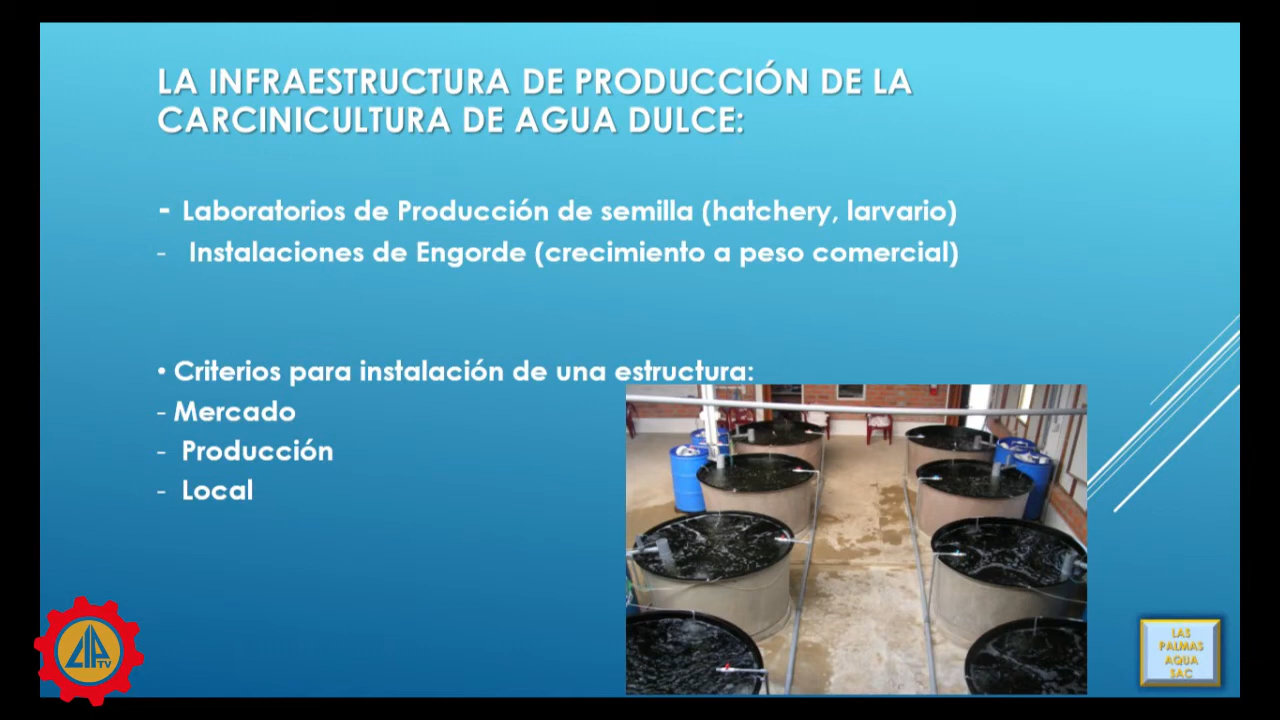 LA INFRAESTRUCTURA DE PRODUCCIÓN DE LA
CARCINICULTURA DE AGUA DULCE:
- Laboratorios de Producción de semilla (hatchery, larvario)
- Instalaciones de Engorde (crecimiento a peso comercial)
• Criterios para instalación de una estructura:
- Mercado
- Producción
- Local
TV
LAS
PALMAS
AQUA
SAC